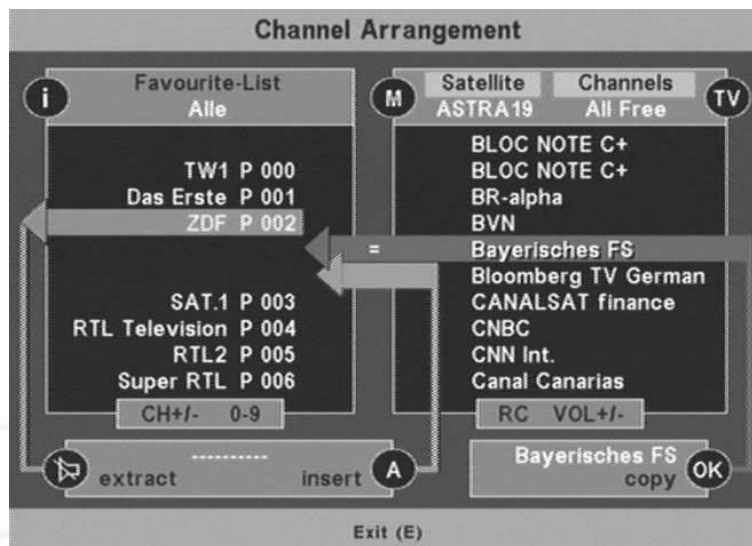 Channel Arrangement
i
Favourite-List
Alle
TW1 P 000
Das Erste P 001
ZDF P 002
SAT.1 P 003
RTL Television P 004
RTL2 P 005
Super RTL P 006
CH+/- 0-9
M
Satellite Channels
ASTRA19 All Free
TV
BLOC NOTE C+
BLOC NOTE C+
BR-alpha
BVN
= Bayerisches FS
Bloomberg TV German
CANALSAT finance
CNBC
CNN Int.
Canal Canarias
RC VOL+/-
----------
extract insert
A
Bayerisches FS
copy
OK
Exit (E)